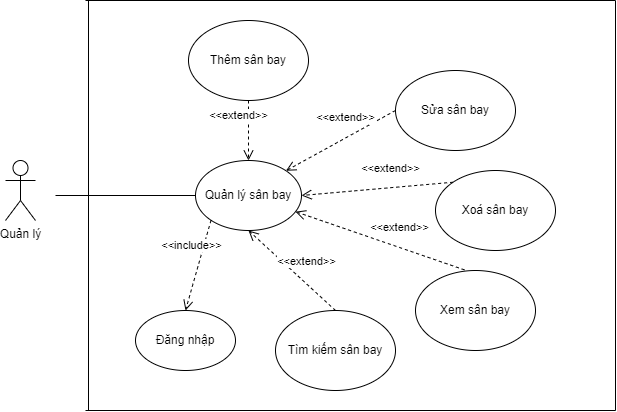 Thêm sân bay
<<extend>>
Sửa sân bay
<<extend>>
<<extend>>
Quản lý sân bay
Xoá sân bay
Quản lý
<<extend>>
<<include>>
<<extend>>
Xem sân bay
Đăng nhập
Tìm kiếm sân bay